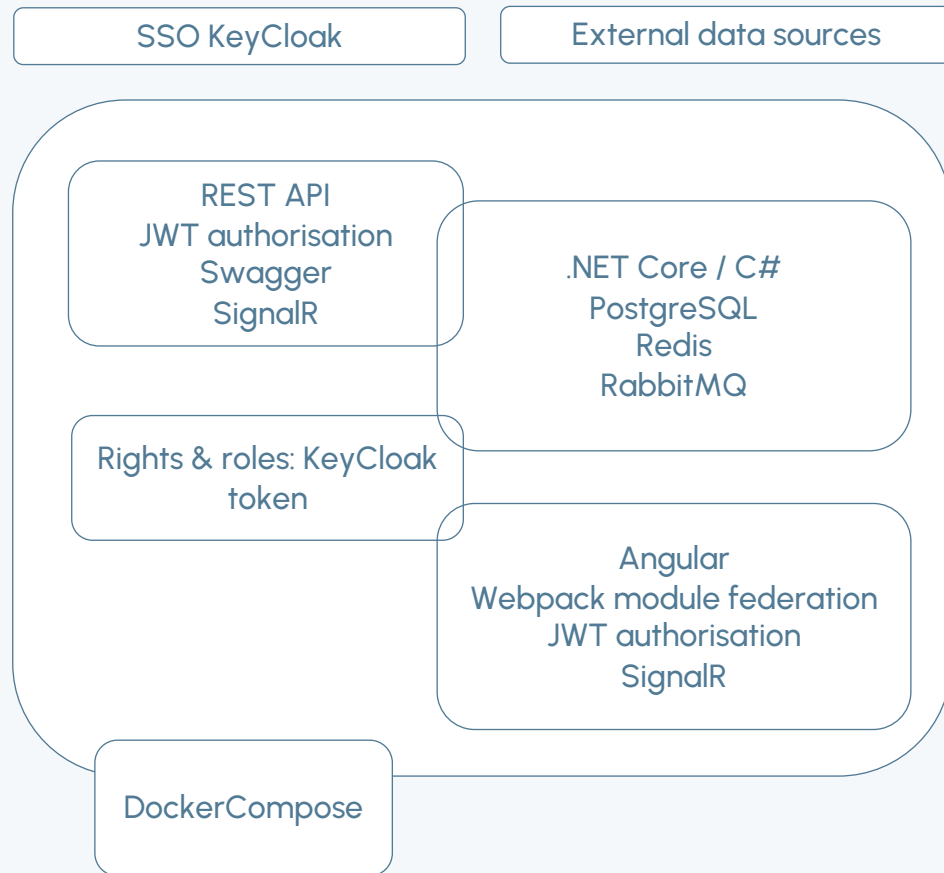 SSO KeyCloak
External data sources
REST API
JWT authorisation
Swagger
SignalR
.NET Core / C#
PostgreSQL
Redis
RabbitMQ
Rights & roles: KeyCloak
token
Angular
Webpack module federation
JWT authorisation
SignalR
DockerCompose